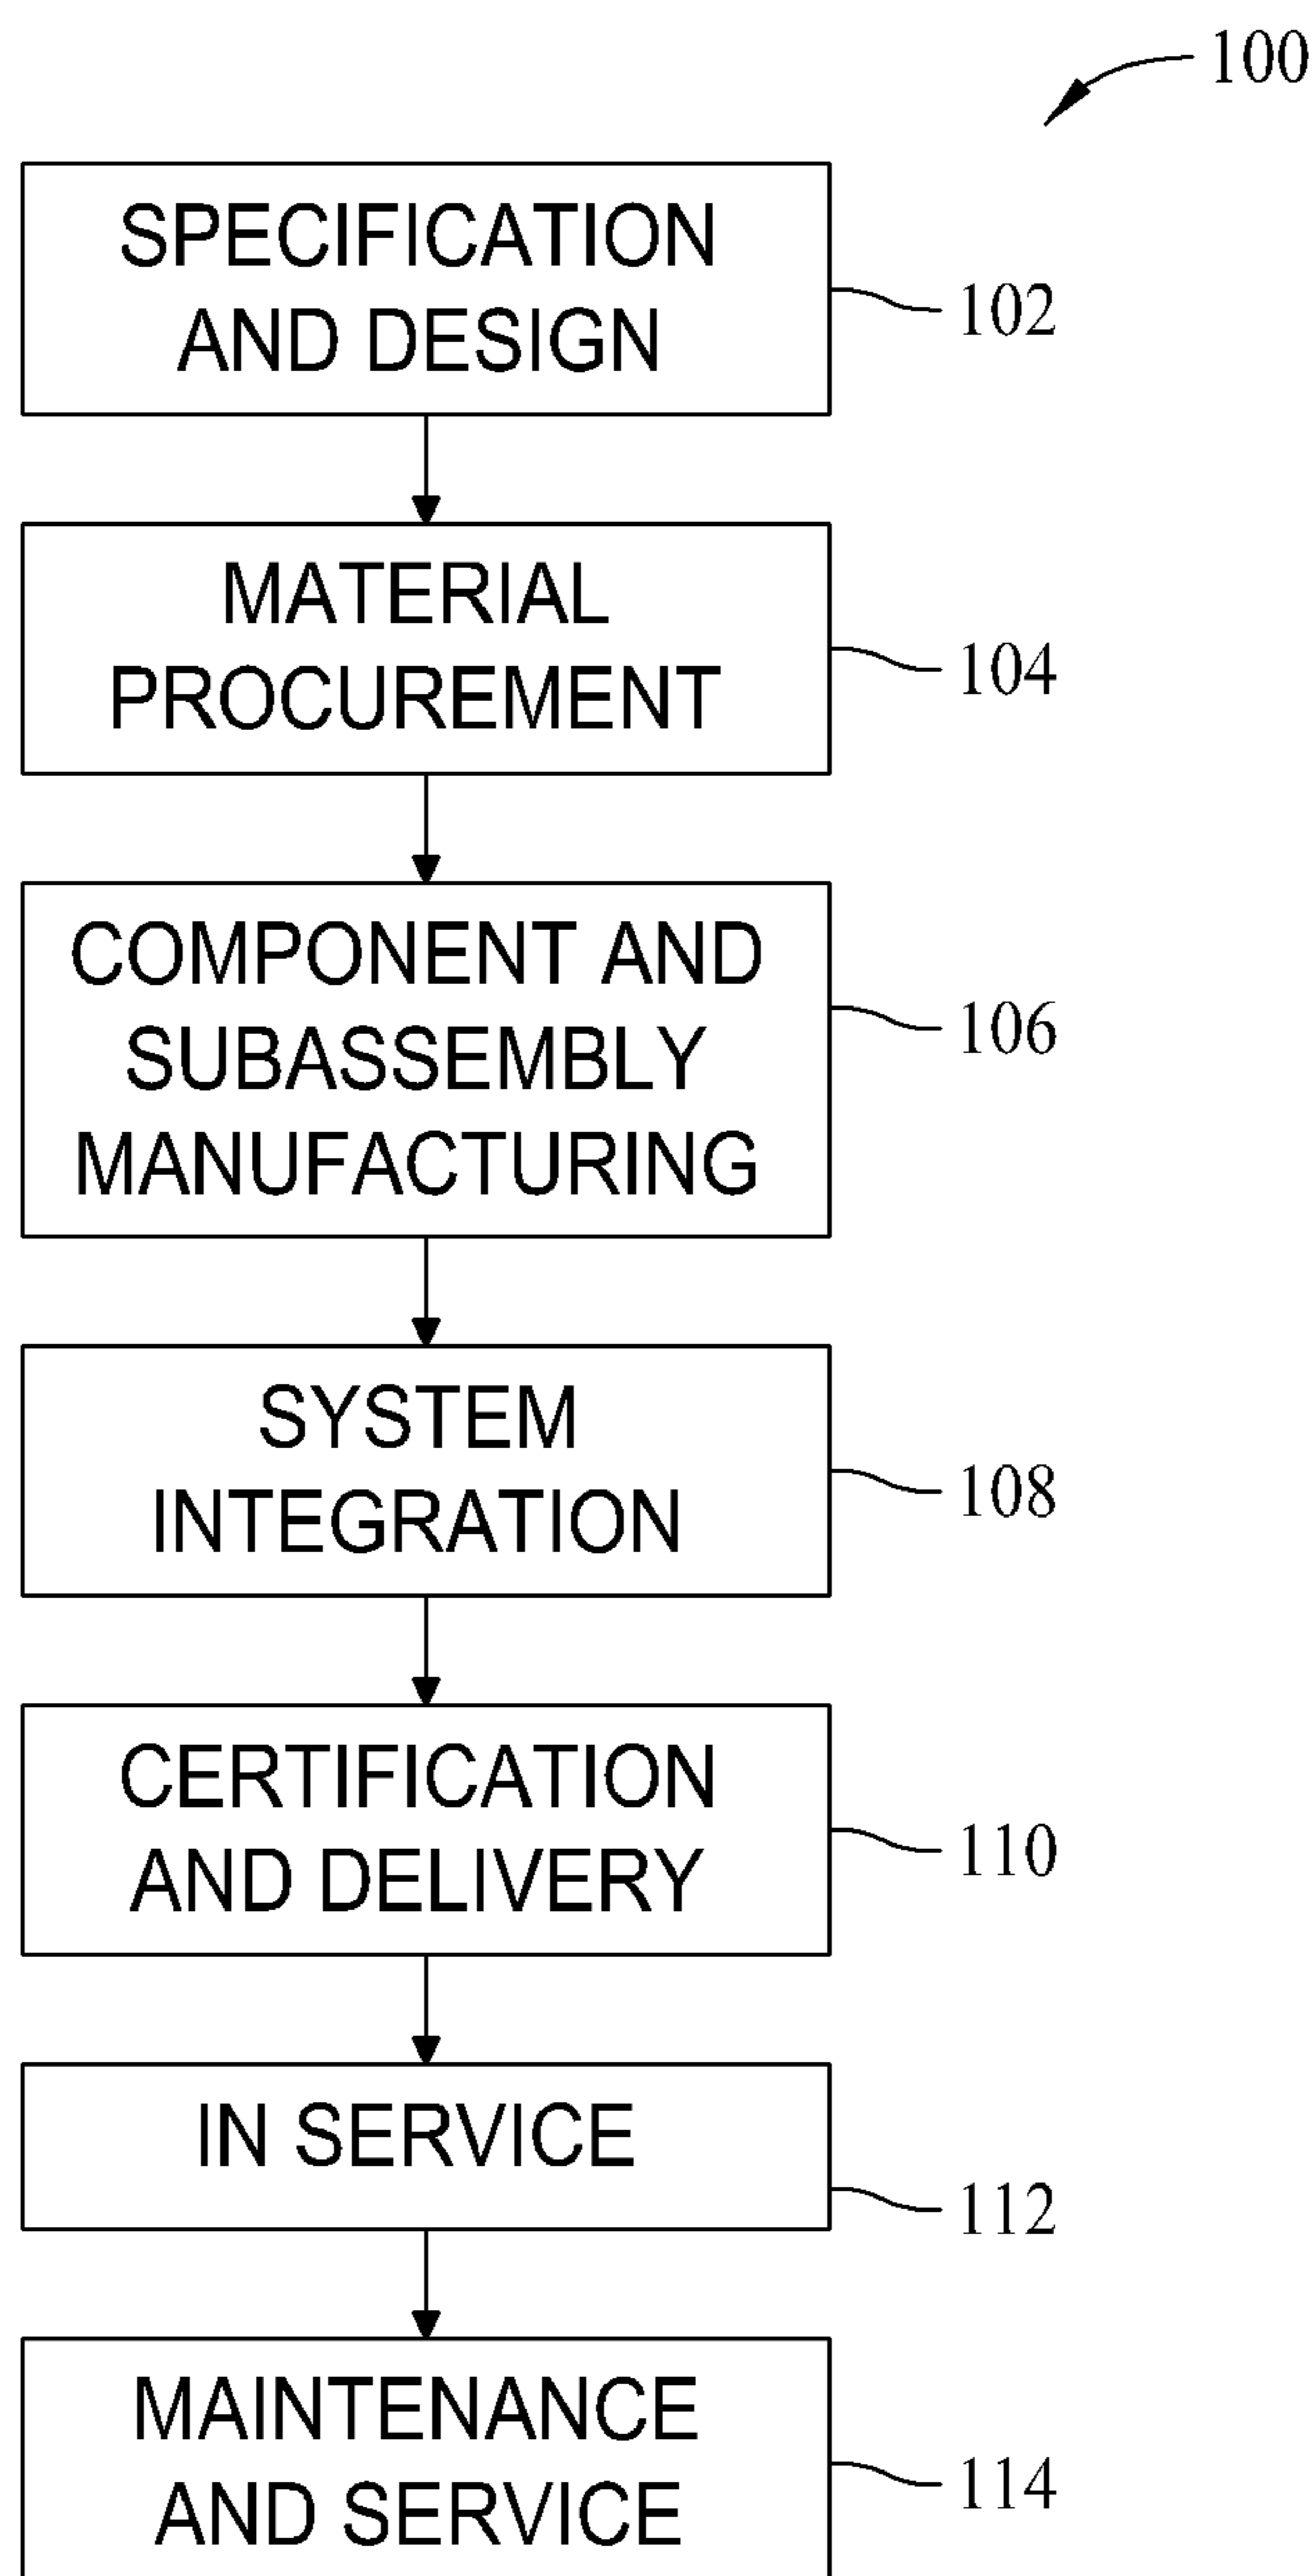 100
SPECIFICATION
AND DESIGN
102
MATERIAL
PROCUREMENT
104
COMPONENT AND
SUBASSEMBLY
MANUFACTURING
106
SYSTEM
INTEGRATION
108
CERTIFICATION
AND DELIVERY
110
IN SERVICE
112
MAINTENANCE
AND SERVICE
114